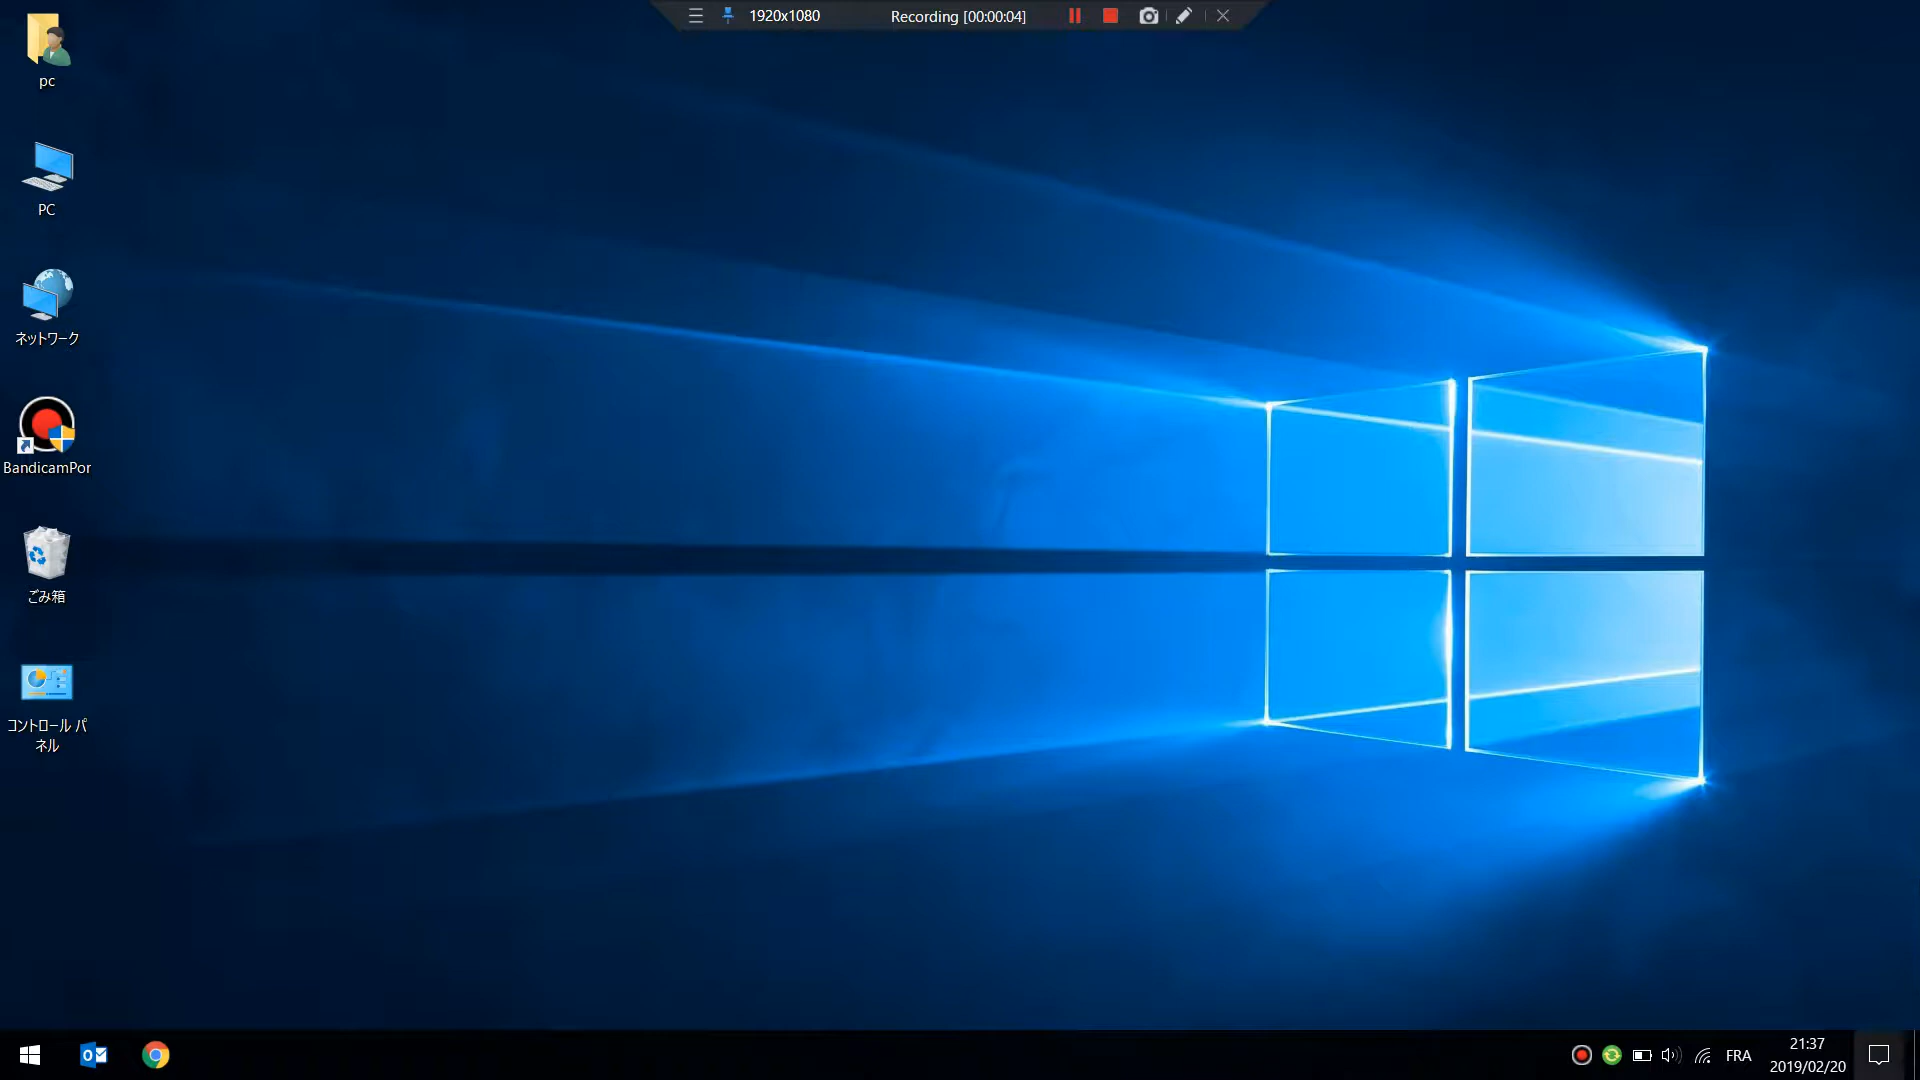 1920x1080
Recording [00:00:04]
pc
PC
ネットワーク
BandicamPor
ごみ箱
コントロール パ
ネル
FRA
21:37
2019/02/20